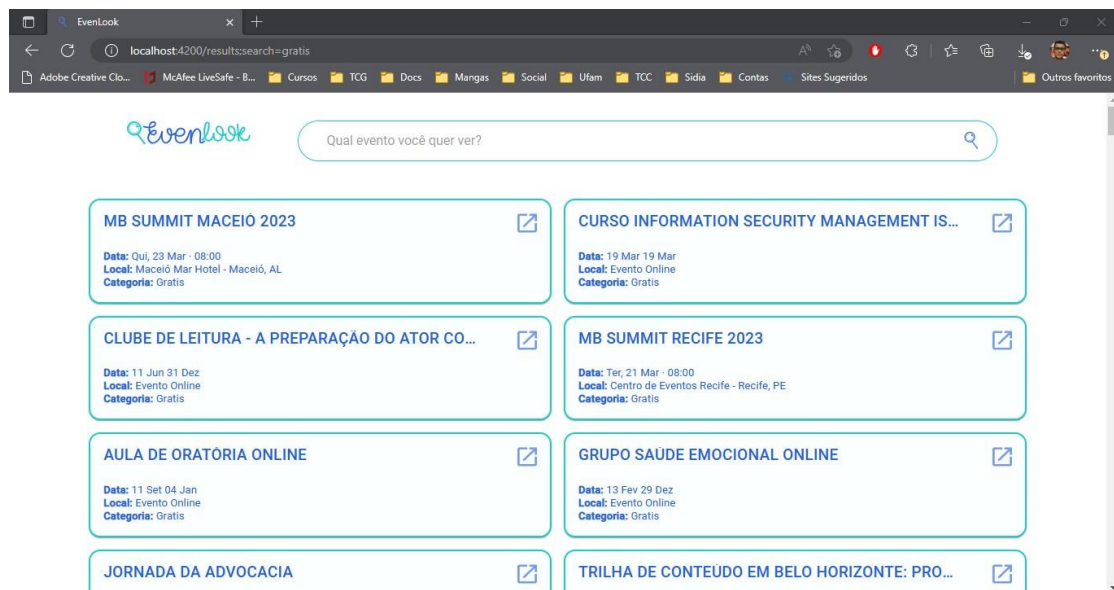 EvenLook
localhost:4200/results;search=gratis
Adobe Creative Clo... McAfee LiveSafe - B... Cursos TCG Docs Mangas Social Ufam TCC Sidia Contas Sites Sugeridos Outros favoritos
Evenlook
Qual evento você quer ver?
MB SUMMIT MACEIÓ 2023
Data: Qui, 23 Mar · 08:00
Local: Maceió Mar Hotel - Maceió, AL
Categoria: Gratis
CURSO INFORMATION SECURITY MANAGEMENT IS...
Data: 19 Mar 19 Mar
Local: Evento Online
Categoria: Gratis
CLUBE DE LEITURA - A PREPARAÇÃO DO ATOR CO...
Data: 11 Jun 31 Dez
Local: Evento Online
Categoria: Gratis
MB SUMMIT RECIFE 2023
Data: Ter, 21 Mar · 08:00
Local: Centro de Eventos Recife - Recife, PE
Categoria: Gratis
AULA DE ORATÓRIA ONLINE
Data: 11 Set 04 Jan
Local: Evento Online
Categoria: Gratis
GRUPO SAÚDE EMOCIONAL ONLINE
Data: 13 Fev 29 Dez
Local: Evento Online
Categoria: Gratis
JORNADA DA ADVOCACIA
TRILHA DE CONTEÚDO EM BELO HORIZONTE: PRO...